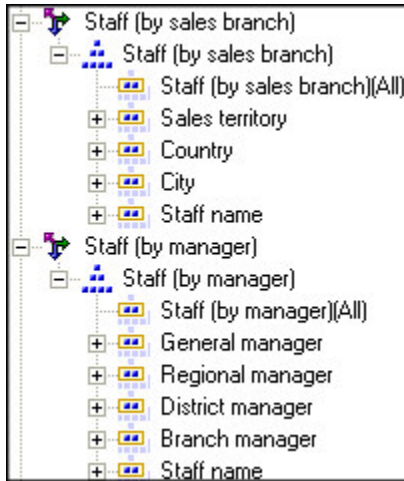 Staff (by sales branch)
Staff (by sales branch)
Staff (by sales branch)(All)
Sales territory
Country
City
Staff name
Staff (by manager)
Staff (by manager)
Staff (by manager)(All)
General manager
Regional manager
District manager
Branch manager
Staff name